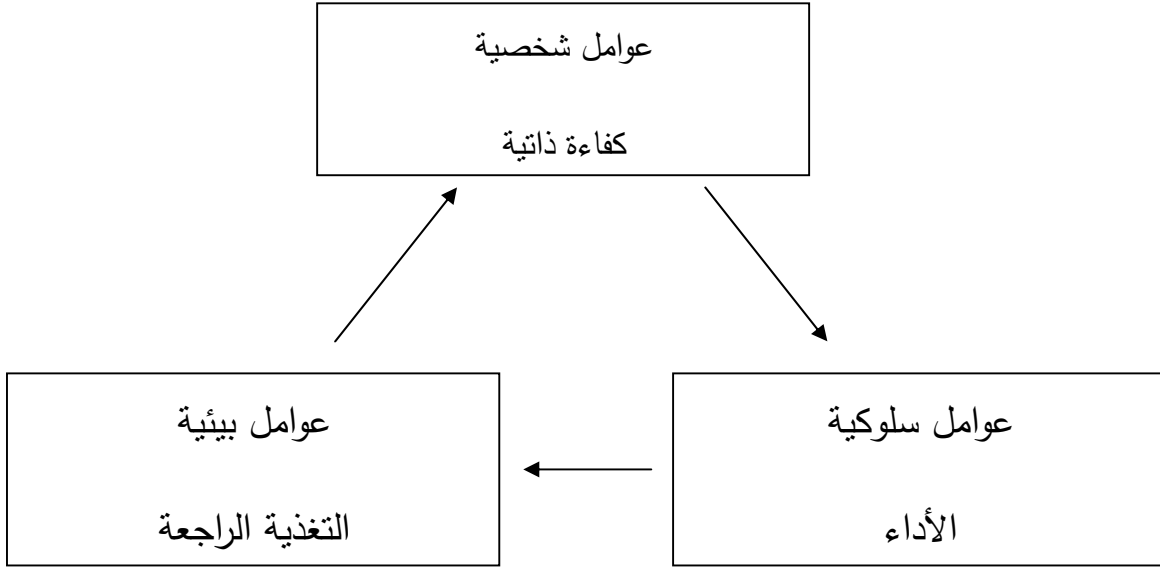 عوامل شخصية
كفاءة ذاتية
عوامل سلوكية
الأداء
عوامل بيئية
التغذية الراجعة